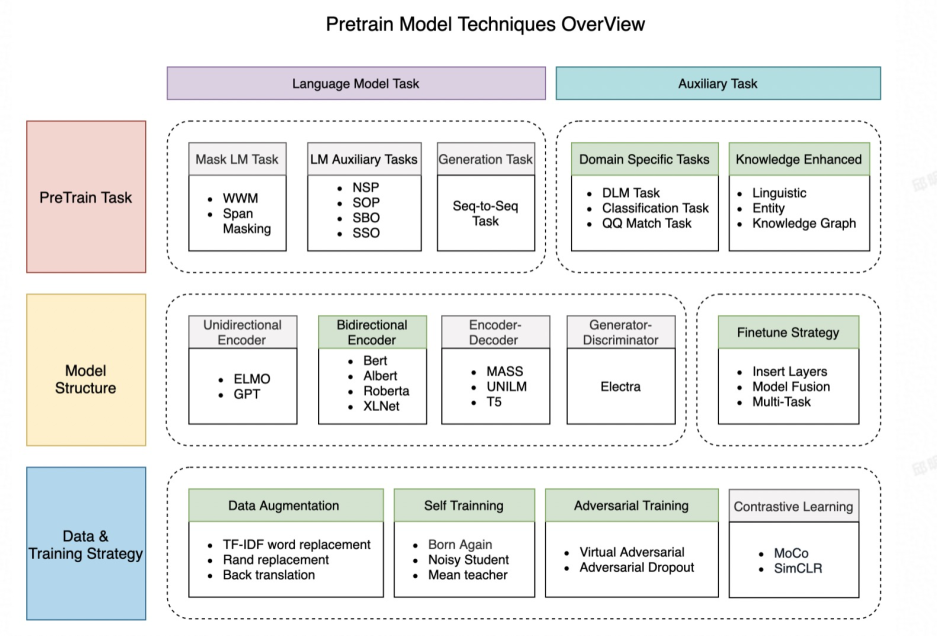 Pretrain Model Techniques OverView
Language Model Task
Auxiliary Task
PreTrain Task
Mask LM Task
WWM
Span
Masking
LM Auxiliary Tasks
NSP
SOP
SBO
SSO
Generation Task
Seq-to-Seq
Task
Domain Specific Tasks
DLM Task
Classification Task
QQ Match Task
Knowledge Enhanced
Linguistic
Entity
Knowledge Graph
Model
Structure
Unidirectional
Encoder
ELMO
GPT
Bidirectional
Encoder
Bert
Albert
Roberta
XLNet
Encoder-
Decoder
MASS
UNILM
T5
Generator-
Discriminator
Electra
Finetune Strategy
Insert Layers
Model Fusion
Multi-Task
Data &
Training Strategy
Data Augmentation
TF-IDF word replacement
Rand replacement
Back translation
Self Trainning
Born Again
Noisy Student
Mean teacher
Adversarial Training
Virtual Adversarial
Adversarial Dropout
Contrastive Learning
MoCo
SimCLR